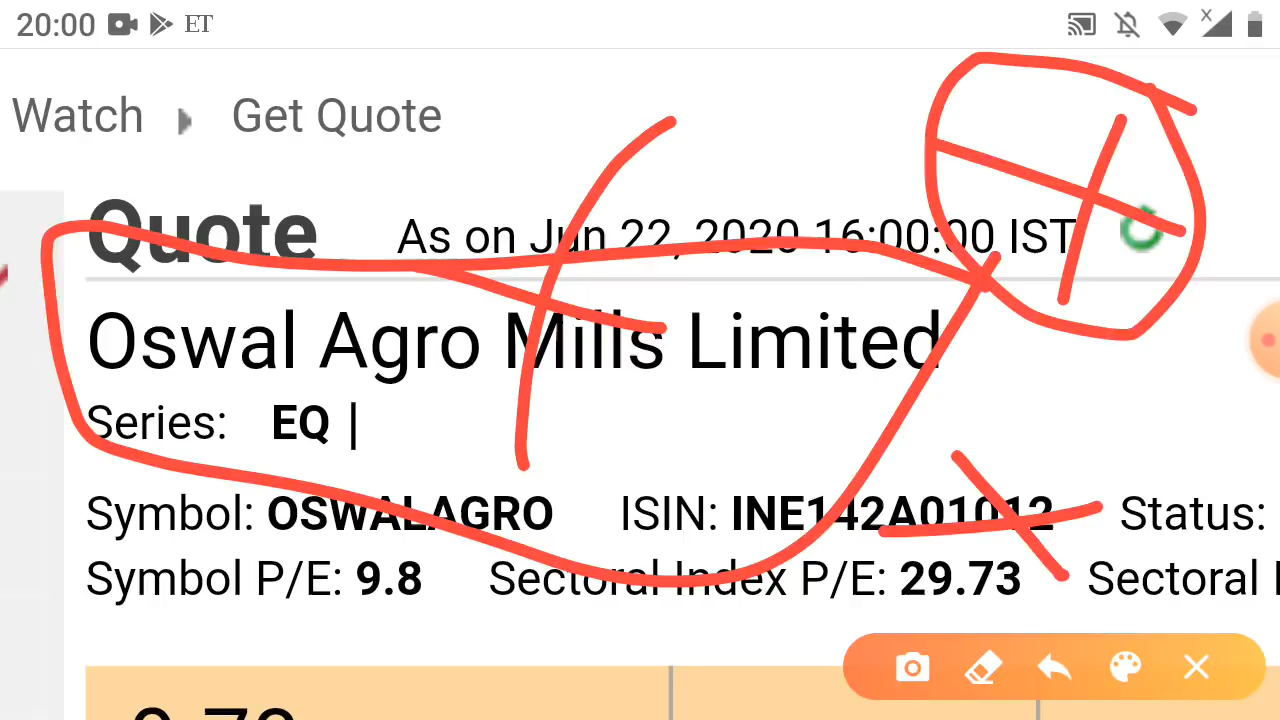 20:00 ET X
Watch Get Quote
Quote As on Jun 22, 2020 16:00:00 IST
Oswal Agro Mills Limited
Series: EQ |
Symbol: OSWALAGRO ISIN: INE142A01012 Status:
Symbol P/E: 9.8 Sectoral Index P/E: 29.73 Sectoral